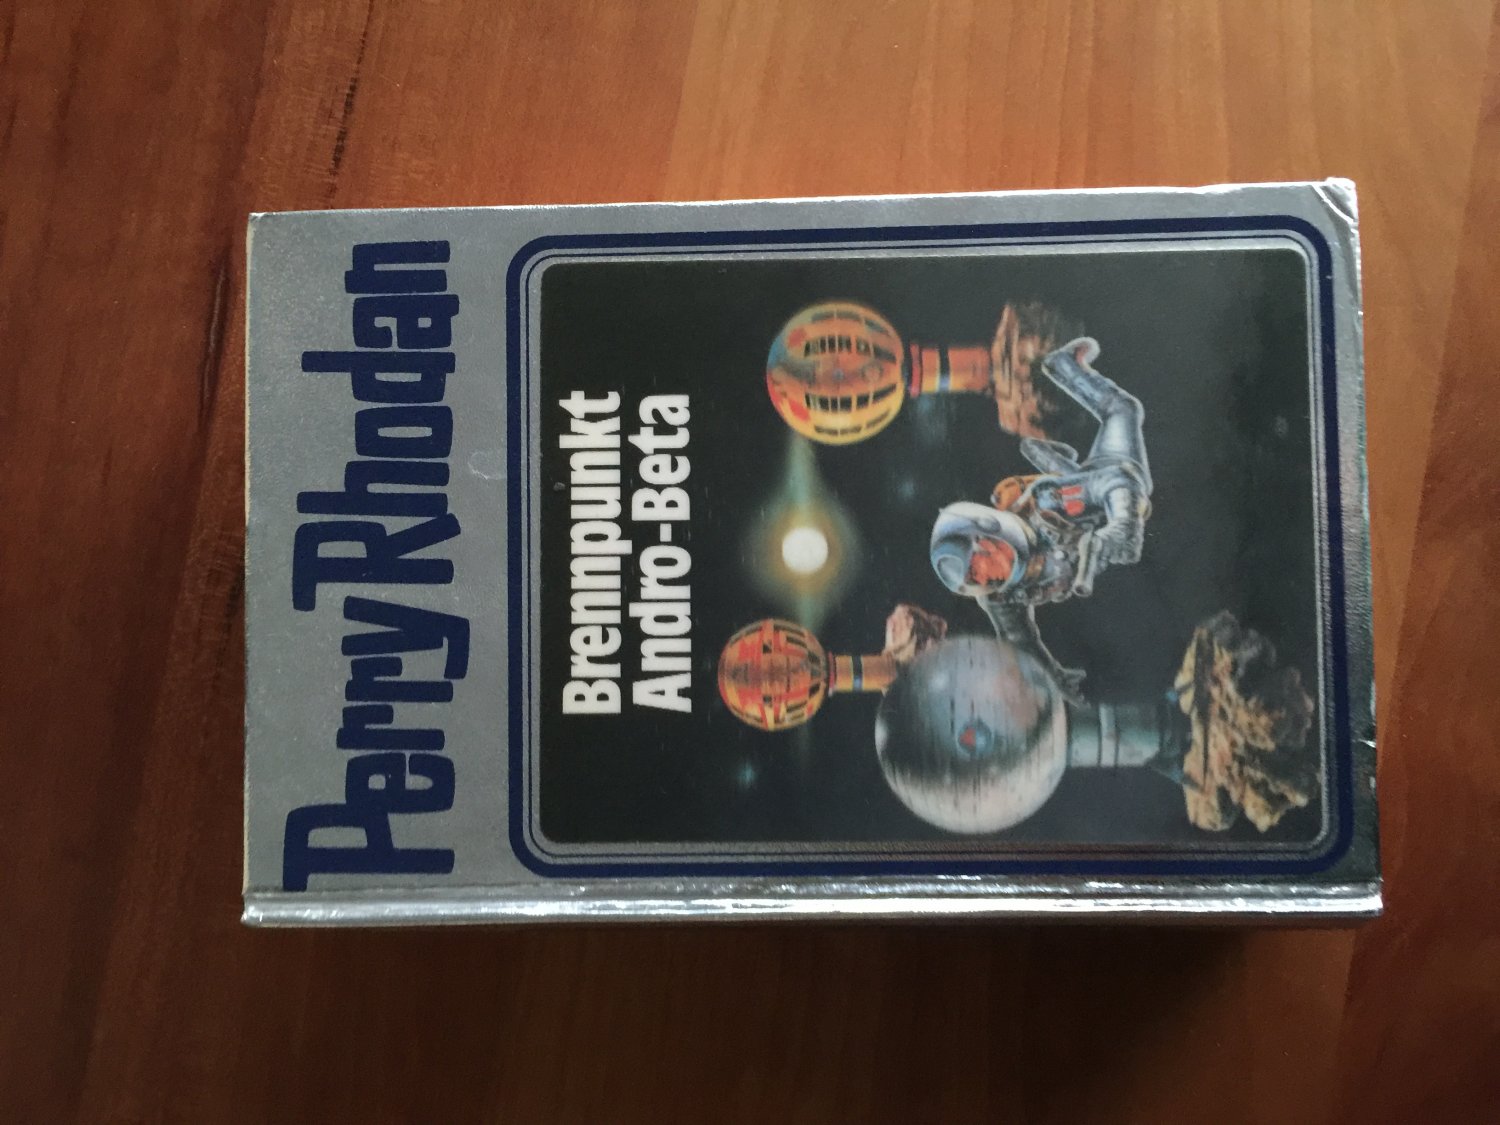 Perry Rhodan
Brennpunkt
Andro-Beta